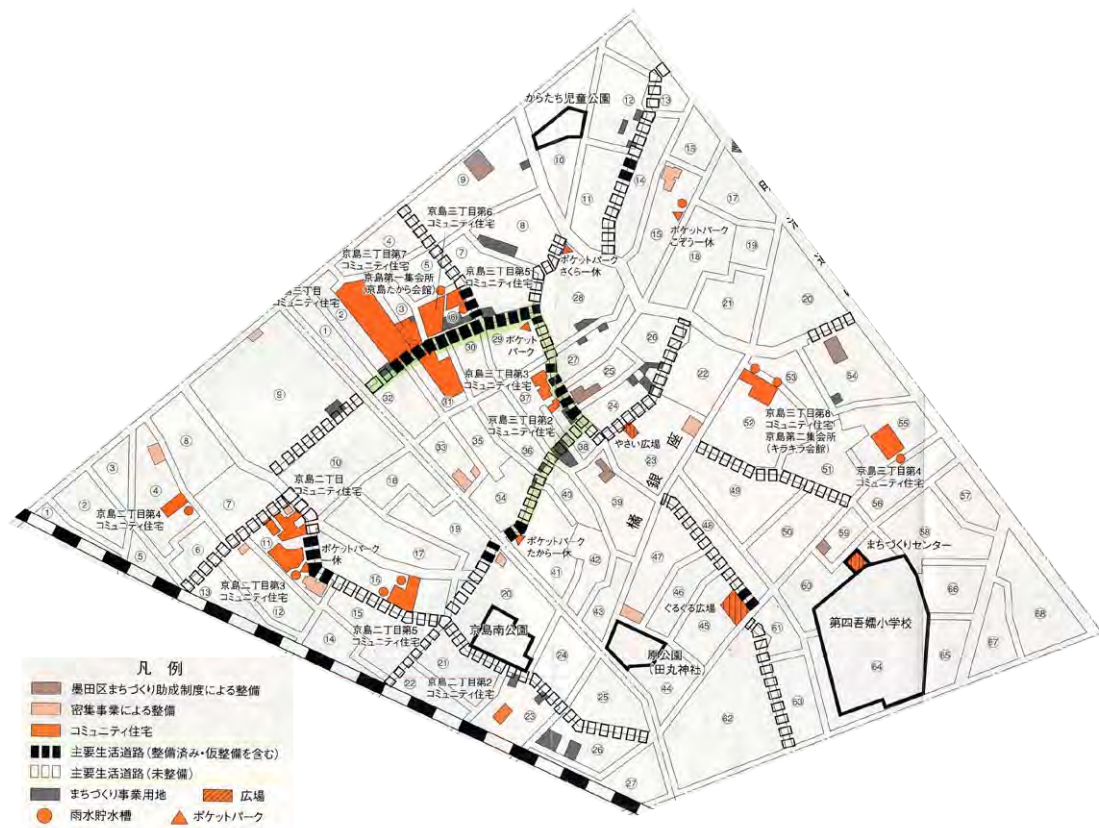 からたち児童公園
京島三丁目第6
コミュニティ住宅
京島三丁目第7
コミュニティ住宅
京島第一集会所
(京島たから会館)
京島三丁目第5
コミュニティ住宅
ポケットパーク
さくら一休
ポケットパーク
こぞう一休
島三丁目
コミュニティ住宅
ポケット
パーク
京島三丁目第3
コミュニティ住宅
京島三丁目第2
コミュニティ住宅
やさい広場
橘銀座
京島三丁目第8
コミュニティ住宅
京島第二集会所
(キラキラ会館)
京島三丁目第4
コミュニティ住宅
京島二丁目
コミュニティ住宅
京島二丁目第4
コミュニティ住宅
ポケットパーク
一休
ポケットパーク
たから一休
まちづくりセンター
京島二丁目第3
コミュニティ住宅
ぐるぐる広場
第四吾嬬小学校
京島南公園
京島二丁目第5
コミュニティ住宅
原公園
(田丸神社)
京島二丁目第2
コミュニティ住宅
凡例
墨田区まちづくり助成制度による整備
密集事業による整備
コミュニティ住宅
主要生活道路(整備済み・仮整備を含む)
主要生活道路(未整備)
まちづくり事業用地 広場
雨水貯水槽 ポケットパーク